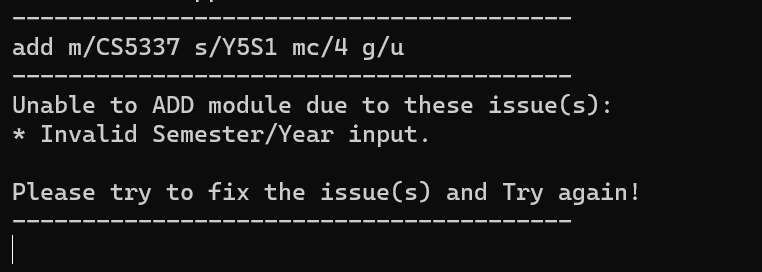 ----------------------------------------
add m/CS5337 s/Y5S1 mc/4 g/u
----------------------------------------
Unable to ADD module due to these issue(s):
* Invalid Semester/Year input.
Please try to fix the issue(s) and Try again!
----------------------------------------